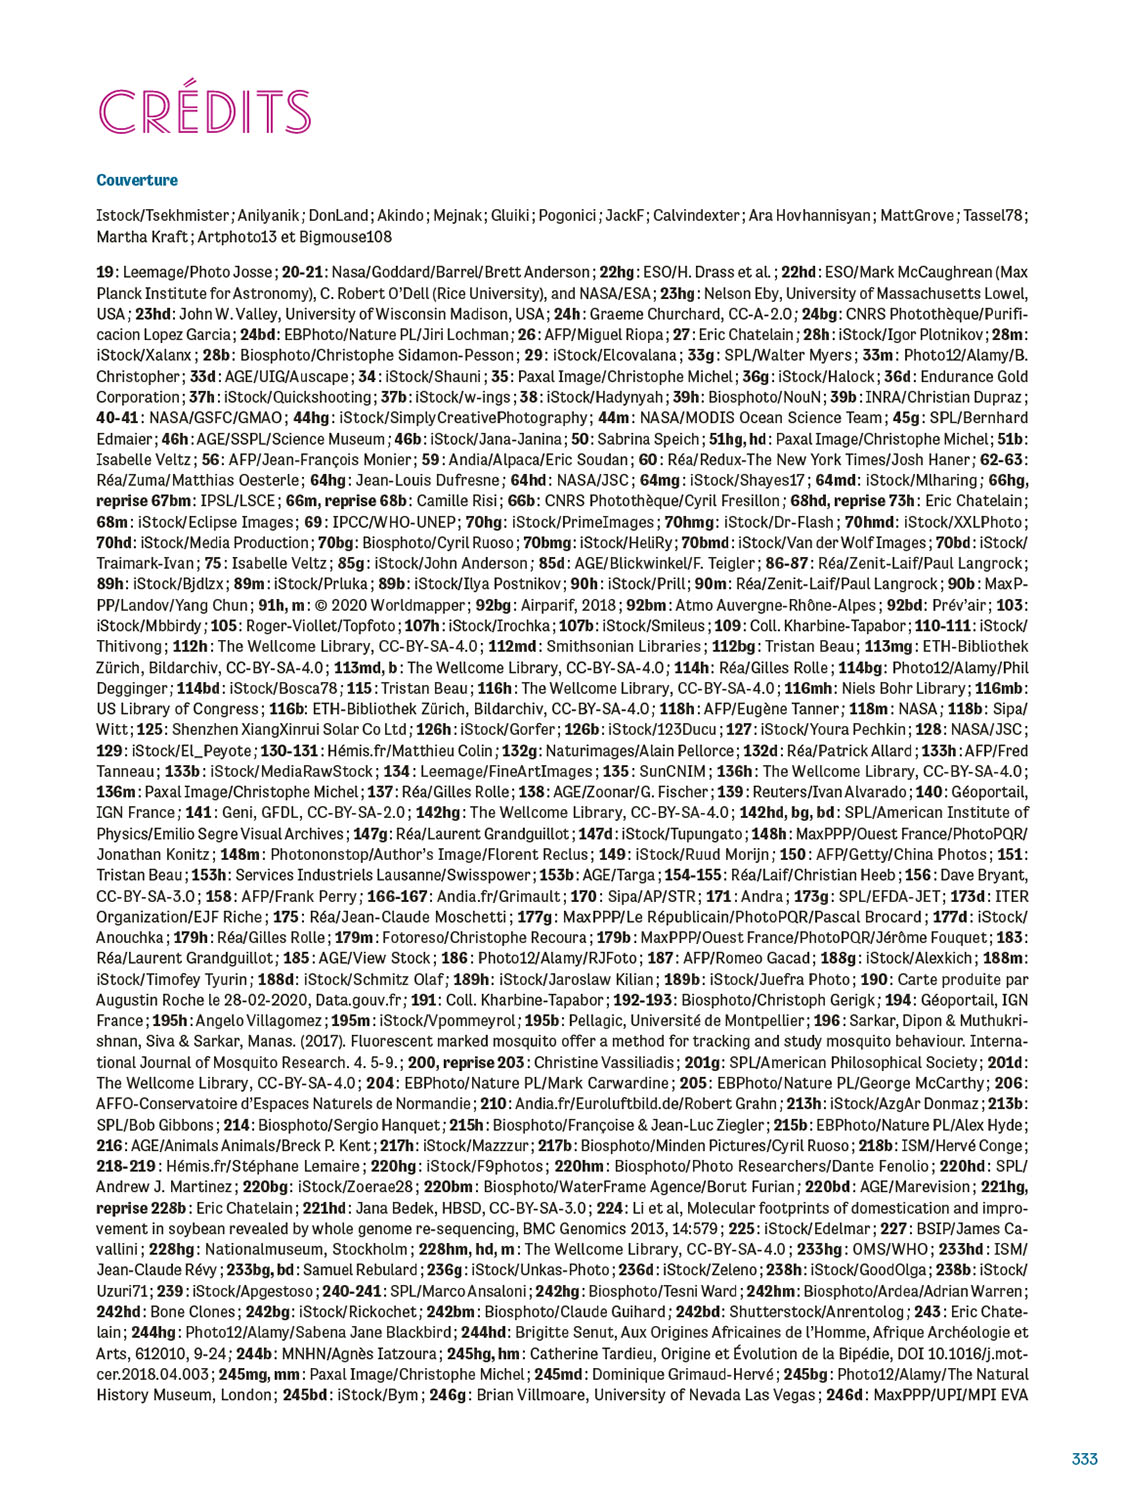 CRÉDITS
Couverture
Istock/Tsekhmister ; Anilyanik ; DonLand ; Akindo ; Mejnak ; Gluiki ; Pogonici ; JackF ; Calvindexter ; Ara Hovhannisyan ; MattGrove ; Tassel78 ;
Martha Kraft ; Artphoto13 et Bigmouse108
19 : Leemage/Photo Josse ; 20-21 : Nasa/Goddard/Barrel/Brett Anderson ; 22hg : ESO/H. Drass et al. ; 22hd : ESO/Mark McCaughrean (Max
Planck Institute for Astronomy), C. Robert O’Dell (Rice University), and NASA/ESA ; 23hg : Nelson Eby, University of Massachusetts Lowel,
USA ; 23hd : John W. Valley, University of Wisconsin Madison, USA ; 24h : Graeme Churchard, CC-A-2.0 ; 24bg : CNRS Photothèque/Purifi-
cacion Lopez Garcia ; 24bd : EBPhoto/Nature PL/Jiri Lochman ; 26 : AFP/Miguel Riopa ; 27 : Eric Chatelain ; 28h : iStock/Igor Plotnikov ; 28m :
iStock/Xalanx ; 28b : Biosphoto/Christophe Sidamon-Pesson ; 29 : iStock/Elcovalana ; 33g : SPL/Walter Myers ; 33m : Photo12/Alamy/B.
Christopher ; 33d : AGE/UIG/Auscape ; 34 : iStock/Shauni ; 35 : Paxal Image/Christophe Michel ; 36g : iStock/Halock ; 36d : Endurance Gold
Corporation ; 37h : iStock/Quickshooting ; 37b : iStock/w-ings ; 38 : iStock/Hadynyah ; 39h : Biosphoto/NouN ; 39b : INRA/Christian Dupraz ;
40-41 : NASA/GSFC/GMAO ; 44hg : iStock/SimplyCreativePhotography ; 44m : NASA/MODIS Ocean Science Team ; 45g : SPL/Bernhard
Edmaier ; 46h : AGE/SSPL/Science Museum ; 46b : iStock/Jana-Janina ; 50 : Sabrina Speich ; 51hg, hd : Paxal Image/Christophe Michel ; 51b :
Isabelle Veltz ; 56 : AFP/Jean-François Monier ; 59 : Andia/Alpaca/Eric Soudan ; 60 : Réa/Redux-The New York Times/Josh Haner ; 62-63 :
Réa/Zuma/Matthias Oesterle ; 64hg : Jean-Louis Dufresne ; 64hd : NASA/JSC ; 64mg : iStock/Shayes17 ; 64md : iStock/Mlharing ; 66hg,
reprise 67bm : IPSL/LSCE ; 66m, reprise 68b : Camille Risi ; 66b : CNRS Photothèque/Cyril Fresillon ; 68hd, reprise 73h : Eric Chatelain ;
68m : iStock/Eclipse Images ; 69 : IPCC/WHO-UNEP ; 70hg : iStock/PrimeImages ; 70hmg : iStock/Dr-Flash ; 70hmd : iStock/XXLPhoto ;
70hd : iStock/Media Production ; 70bg : Biosphoto/Cyril Ruoso ; 70bmg : iStock/HeliRy ; 70bmd : iStock/Van der Wolf Images ; 70bd : iStock/
Traimark-Ivan ; 75 : Isabelle Veltz ; 85g : iStock/John Anderson ; 85d : AGE/Blickwinkel/F. Teigler ; 86-87 : Réa/Zenit-Laif/Paul Langrock ;
89h : iStock/Bjdlzx ; 89m : iStock/Prluka ; 89b : iStock/Ilya Postnikov ; 90h : iStock/Prill ; 90m : Réa/Zenit-Laif/Paul Langrock ; 90b : MaxP-
PP/Landov/Yang Chun ; 91h, m : © 2020 Worldmapper ; 92bg : Airparif, 2018 ; 92bm : Atmo Auvergne-Rhône-Alpes ; 92bd : Prév’air ; 103 :
iStock/Mbbirdy ; 105 : Roger-Viollet/Topfoto ; 107h : iStock/Irochka ; 107b : iStock/Smileus ; 109 : Coll. Kharbine-Tapabor ; 110-111 : iStock/
Thitivong ; 112h : The Wellcome Library, CC-BY-SA-4.0 ; 112md : Smithsonian Libraries ; 112bg : Tristan Beau ; 113mg : ETH-Bibliothek
Zürich, Bildarchiv, CC-BY-SA-4.0 ; 113md, b : The Wellcome Library, CC-BY-SA-4.0 ; 114h : Réa/Gilles Rolle ; 114bg : Photo12/Alamy/Phil
Degginger ; 114bd : iStock/Bosca78 ; 115 : Tristan Beau ; 116h : The Wellcome Library, CC-BY-SA-4.0 ; 116mh : Niels Bohr Library ; 116mb :
US Library of Congress ; 116b: ETH-Bibliothek Zürich, Bildarchiv, CC-BY-SA-4.0 ; 118h : AFP/Eugène Tanner ; 118m : NASA ; 118b : Sipa/
Witt ; 125 : Shenzhen XiangXinrui Solar Co Ltd ; 126h : iStock/Gorfer ; 126b : iStock/123Ducu ; 127 : iStock/Youra Pechkin ; 128 : NASA/JSC ;
129 : iStock/El_Peyote ; 130-131 : Hémis.fr/Matthieu Colin ; 132g : Naturimages/Alain Pellorce ; 132d : Réa/Patrick Allard ; 133h : AFP/Fred
Tanneau ; 133b : iStock/MediaRawStock ; 134 : Leemage/FineArtImages ; 135 : SunCNIM ; 136h : The Wellcome Library, CC-BY-SA-4.0 ;
136m : Paxal Image/Christophe Michel ; 137 : Réa/Gilles Rolle ; 138 : AGE/Zoonar/G. Fischer ; 139 : Reuters/Ivan Alvarado ; 140 : Géoportail,
IGN France ; 141 : Geni, GFDL, CC-BY-SA-2.0 ; 142hg : The Wellcome Library, CC-BY-SA-4.0 ; 142hd, bg, bd : SPL/American Institute of
Physics/Emilio Segre Visual Archives ; 147g : Réa/Laurent Grandguillot ; 147d : iStock/Tupungato ; 148h : MaxPPP/Ouest France/PhotoPQR/
Jonathan Konitz ; 148m : Photononstop/Author’s Image/Florent Reclus ; 149 : iStock/Ruud Morijn ; 150 : AFP/Getty/China Photos ; 151 :
Tristan Beau ; 153h : Services Industriels Lausanne/Swisspower ; 153b : AGE/Targa ; 154-155 : Réa/Laif/Christian Heeb ; 156 : Dave Bryant,
CC-BY-SA-3.0 ; 158 : AFP/Frank Perry ; 166-167 : Andia.fr/Grimault ; 170 : Sipa/AP/STR ; 171 : Andra ; 173g : SPL/EFDA-JET ; 173d : ITER
Organization/EJF Riche ; 175 : Réa/Jean-Claude Moschetti ; 177g : MaxPPP/Le Républicain/PhotoPQR/Pascal Brocard ; 177d : iStock/
Anouchka ; 179h : Réa/Gilles Rolle ; 179m : Fotoreso/Christophe Recoura ; 179b : MaxPPP/Ouest France/PhotoPQR/Jérôme Fouquet ; 183 :
Réa/Laurent Grandguillot ; 185 : AGE/View Stock ; 186 : Photo12/Alamy/RJFoto ; 187 : AFP/Romeo Gacad ; 188g : iStock/Alexkich ; 188m :
iStock/Timofey Tyurin ; 188d : iStock/Schmitz Olaf ; 189h : iStock/Jaroslaw Kilian ; 189b : iStock/Juefra Photo ; 190 : Carte produite par
Augustin Roche le 28-02-2020, Data.gouv.fr ; 191 : Coll. Kharbine-Tapabor ; 192-193 : Biosphoto/Christoph Gerigk ; 194 : Géoportail, IGN
France ; 195h : Angelo Villagomez ; 195m : iStock/Vpommeyrol ; 195b : Pellagic, Université de Montpellier ; 196 : Sarkar, Dipon & Muthukri-
shnan, Siva & Sarkar, Manas. (2017). Fluorescent marked mosquito offer a method for tracking and study mosquito behaviour. Interna-
tional Journal of Mosquito Research. 4. 5-9. ; 200, reprise 203 : Christine Vassiliadis ; 201g : SPL/American Philosophical Society ; 201d :
The Wellcome Library, CC-BY-SA-4.0 ; 204 : EBPhoto/Nature PL/Mark Carwardine ; 205 : EBPhoto/Nature PL/George McCarthy ; 206 :
AFFO-Conservatoire d’Espaces Naturels de Normandie ; 210 : Andia.fr/Euroluftbild.de/Robert Grahn ; 213h : iStock/AzgAr Donmaz ; 213b :
SPL/Bob Gibbons ; 214 : Biosphoto/Sergio Hanquet ; 215h : Biosphoto/Françoise & Jean-Luc Ziegler ; 215b : EBPhoto/Nature PL/Alex Hyde ;
216 : AGE/Animals Animals/Breck P. Kent ; 217h : iStock/Mazzzur ; 217b : Biosphoto/Minden Pictures/Cyril Ruoso ; 218b : ISM/Hervé Conge ;
218-219 : Hémis.fr/Stéphane Lemaire ; 220hg : iStock/F9photos ; 220hm : Biosphoto/Photo Researchers/Dante Fenolio ; 220hd : SPL/
Andrew J. Martinez ; 220bg : iStock/Zoerae28 ; 220bm : Biosphoto/WaterFrame Agence/Borut Furian ; 220bd : AGE/Marevision ; 221hg,
reprise 228b : Eric Chatelain ; 221hd : Jana Bedek, HBSD, CC-BY-SA-3.0 ; 224 : Li et al, Molecular footprints of domestication and impro-
vement in soybean revealed by whole genome re-sequencing, BMC Genomics 2013, 14:579 ; 225 : iStock/Edelmar ; 227 : BSIP/James Ca-
vallini ; 228hg : Nationalmuseum, Stockholm ; 228hm, hd, m : The Wellcome Library, CC-BY-SA-4.0 ; 233hg : OMS/WHO ; 233hd : ISM/
Jean-Claude Révy ; 233bg, bd : Samuel Rebulard ; 236g : iStock/Unkas-Photo ; 236d : iStock/Zeleno ; 238h : iStock/GoodOlga ; 238b : iStock/
Uzuri71 ; 239 : iStock/Apgestoso ; 240-241 : SPL/Marco Ansaloni ; 242hg : Biosphoto/Tesni Ward ; 242hm : Biosphoto/Ardea/Adrian Warren ;
242hd : Bone Clones ; 242bg : iStock/Rickochet ; 242bm : Biosphoto/Claude Guihard ; 242bd : Shutterstock/Anrentolog ; 243 : Eric Chate-
lain ; 244hg : Photo12/Alamy/Sabena Jane Blackbird ; 244hd : Brigitte Senut, Aux Origines Africaines de l’Homme, Afrique Archéologie et
Arts, 612010, 9-24 ; 244b : MNHN/Agnès Iatzoura ; 245hg, hm : Catherine Tardieu, Origine et Évolution de la Bipédie, DOI 10.1016/j.mot-
cer.2018.04.003 ; 245mg, mm : Paxal Image/Christophe Michel ; 245md : Dominique Grimaud-Hervé ; 245bg : Photo12/Alamy/The Natural
History Museum, London ; 245bd : iStock/Bym ; 246g : Brian Villmoare, University of Nevada Las Vegas ; 246d : MaxPPP/UPI/MPI EVA
333